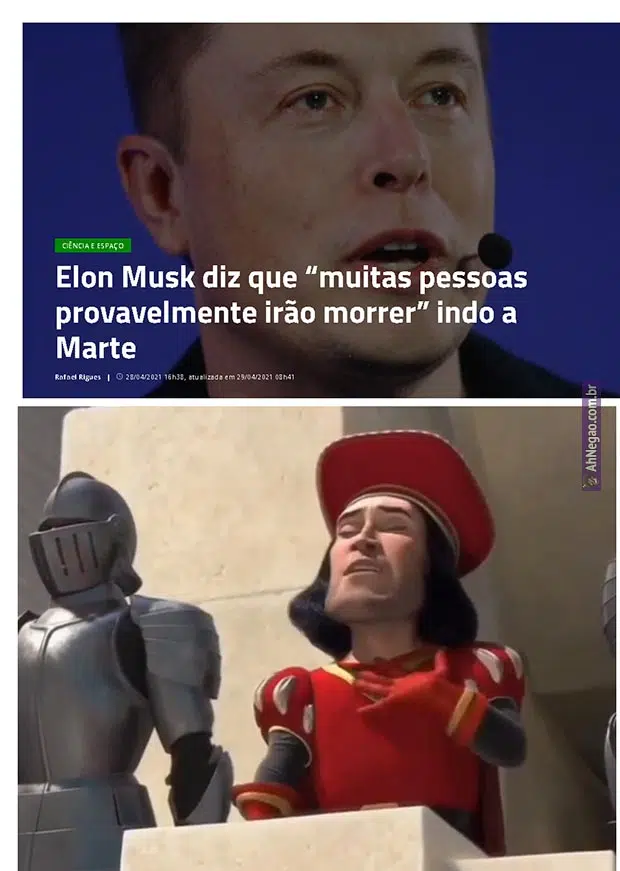 CIÊNCIA E ESPAÇO
Elon Musk diz que “muitas pessoas
provavelmente irão morrer” indo a
Marte
Rafael Rigues | 28/04/2021 16h38, atualizada em 29/04/2021 08h41
AhNegao.com.br